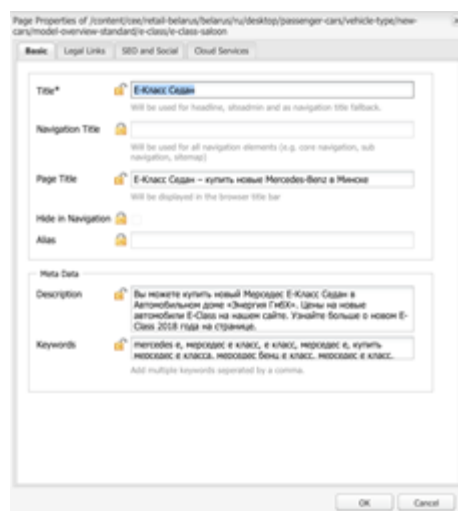 Page Properties of /content/cee/retail-belarus/belarus/ru/desktop/passenger-cars/vehicle-type/new-
cars/model-overview-standard/e-class/e-class-saloon
Basic Legal Links SEO and Social Cloud Services
Title* Е-Класс Седан
Will be used for headline, siteadmin and as navigation title fallback.
Navigation Title
Will be used for all navigation elements (e.g. core navigation, sub
navigation, sitemap)
Page Title Е-Класс Седан – купить новые Mercedes-Benz в Минске
Will be displayed in the browser title bar
Hide in Navigation
Alias
Meta Data
Description Вы можете купить новый Мерседес Е-Класс Седан в
Автомобильном доме «Энергия ГмбХ». Цены на новые
автомобили E-Class на нашем сайте. Узнайте больше о новом E-
Class 2018 года на странице.
Keywords mercedes e, мерседес е класс, е класс, мерседес е, купить
мерседес е класса, мерседес бенц е класс, мерседес е класс,
Add multiple keywords seperated by a comma.
OK Cancel